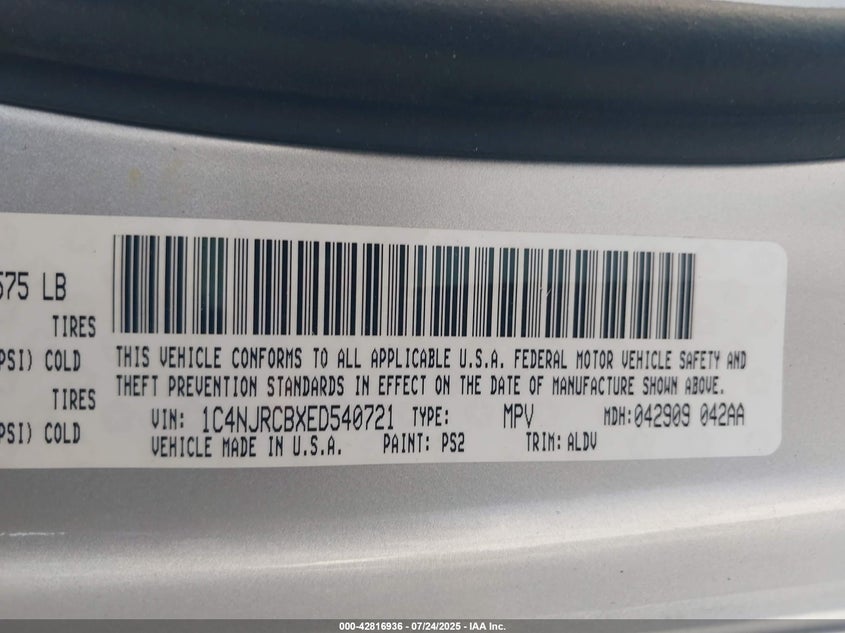 575 LB
TIRES
PSI) COLD
TIRES
PSI) COLD
THIS VEHICLE CONFORMS TO ALL APPLICABLE U.S.A. FEDERAL MOTOR VEHICLE SAFETY AND
THEFT PREVENTION STANDARDS IN EFFECT ON THE DATE OF MANUFACTURE SHOWN ABOVE.
VIN: 1C4NJRCBXED540721 TYPE: MPV MDH:042909 042AA
VEHICLE MADE IN U.S.A. PAINT: PS2 TRIM: ALDV
000-42816936 - 07/24/2025 - IAA Inc.